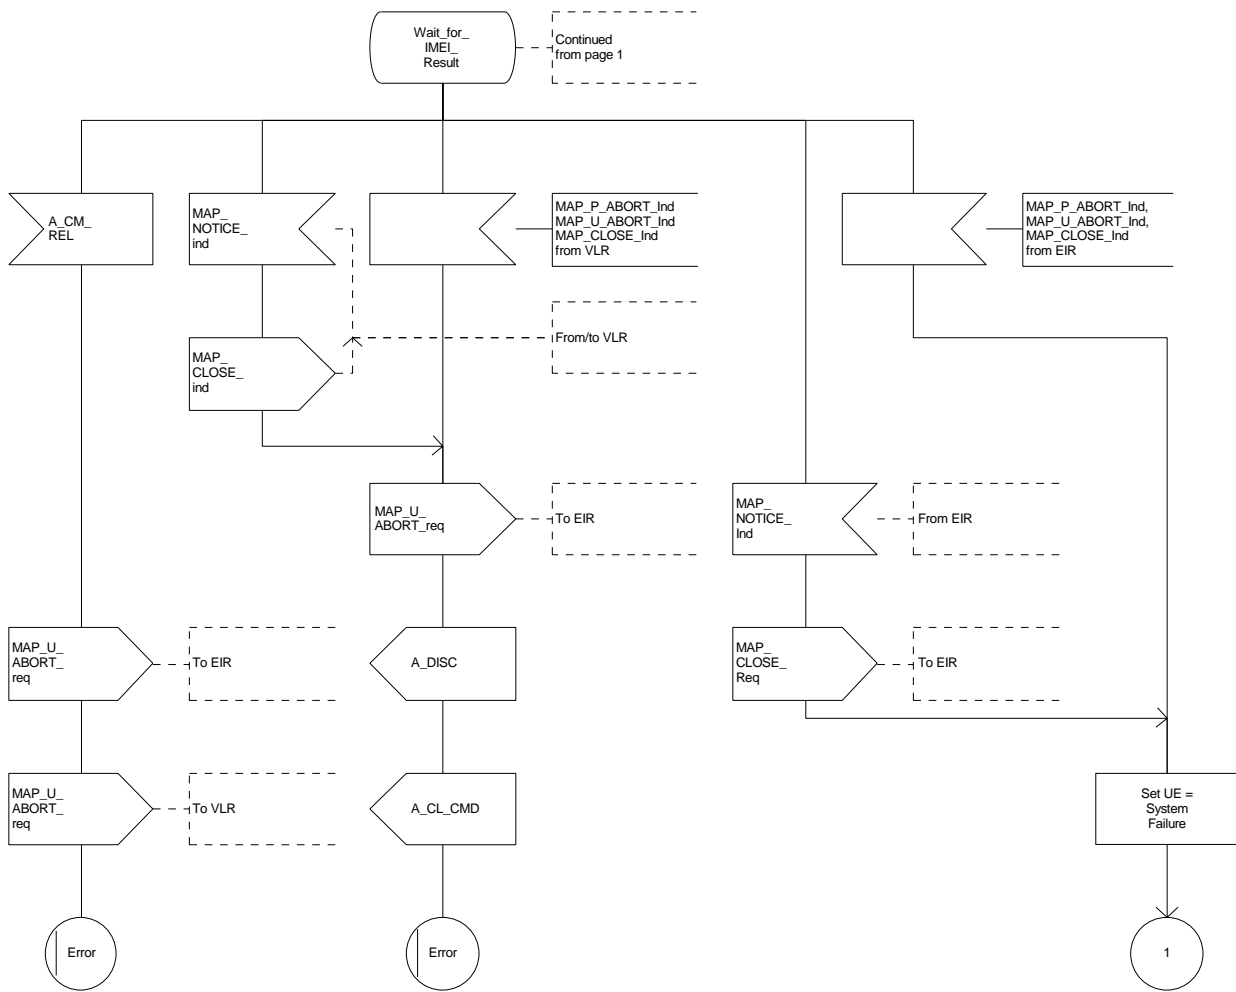 Wait_for_
IMEI_
Result
Continued
from page 1
A_CM_
REL
MAP_
NOTICE_
ind
MAP_P_ABORT_Ind
MAP_U_ABORT_Ind
MAP_CLOSE_Ind
from VLR
MAP_P_ABORT_Ind,
MAP_U_ABORT_Ind,
MAP_CLOSE_Ind
from EIR
MAP_
CLOSE_
ind
From/to VLR
MAP_U_
ABORT_req
To EIR
MAP_
NOTICE_
Ind
From EIR
MAP_U_
ABORT_
req
To EIR
A_DISC
MAP_
CLOSE_
Req
To EIR
MAP_U_
ABORT_
req
To VLR
A_CL_CMD
Set UE =
System
Failure
Error
Error
1